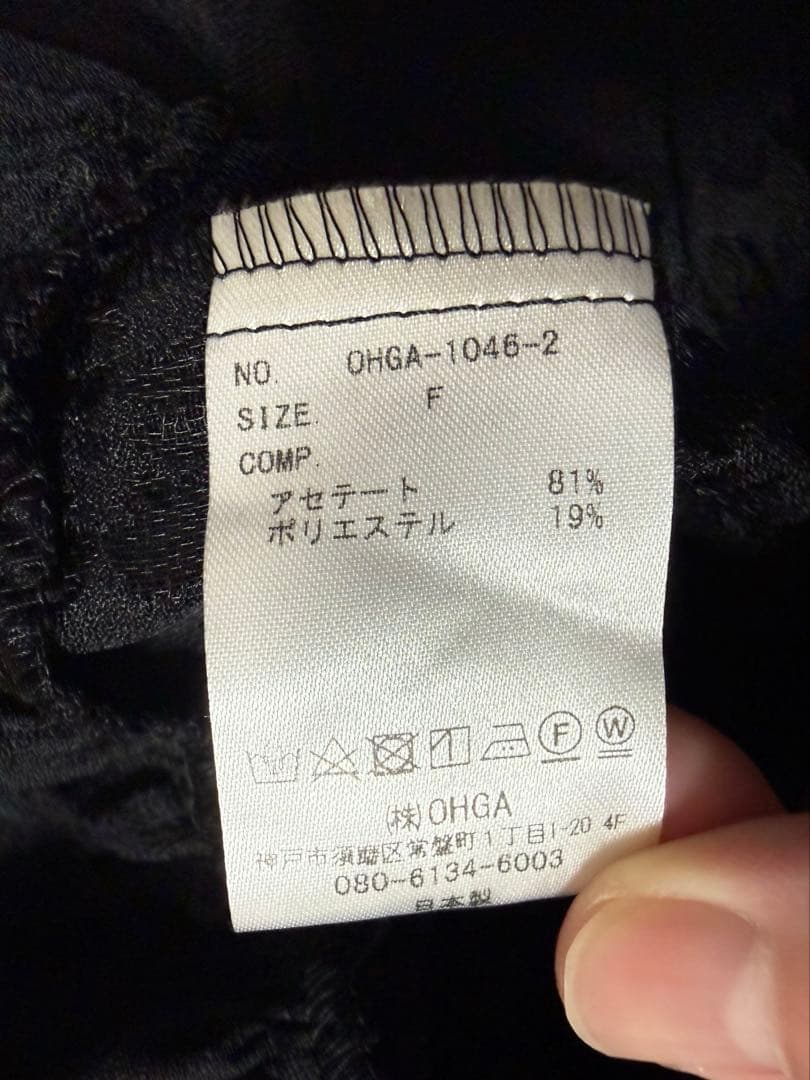 NO. OHGA-1046-2
SIZE. F
COMP.
アセテート 81%
ポリエステル 19%
F W
(株)OHGA
神戸市須磨区常盤町1丁目1-20 4F
080-6134-6003
日本製